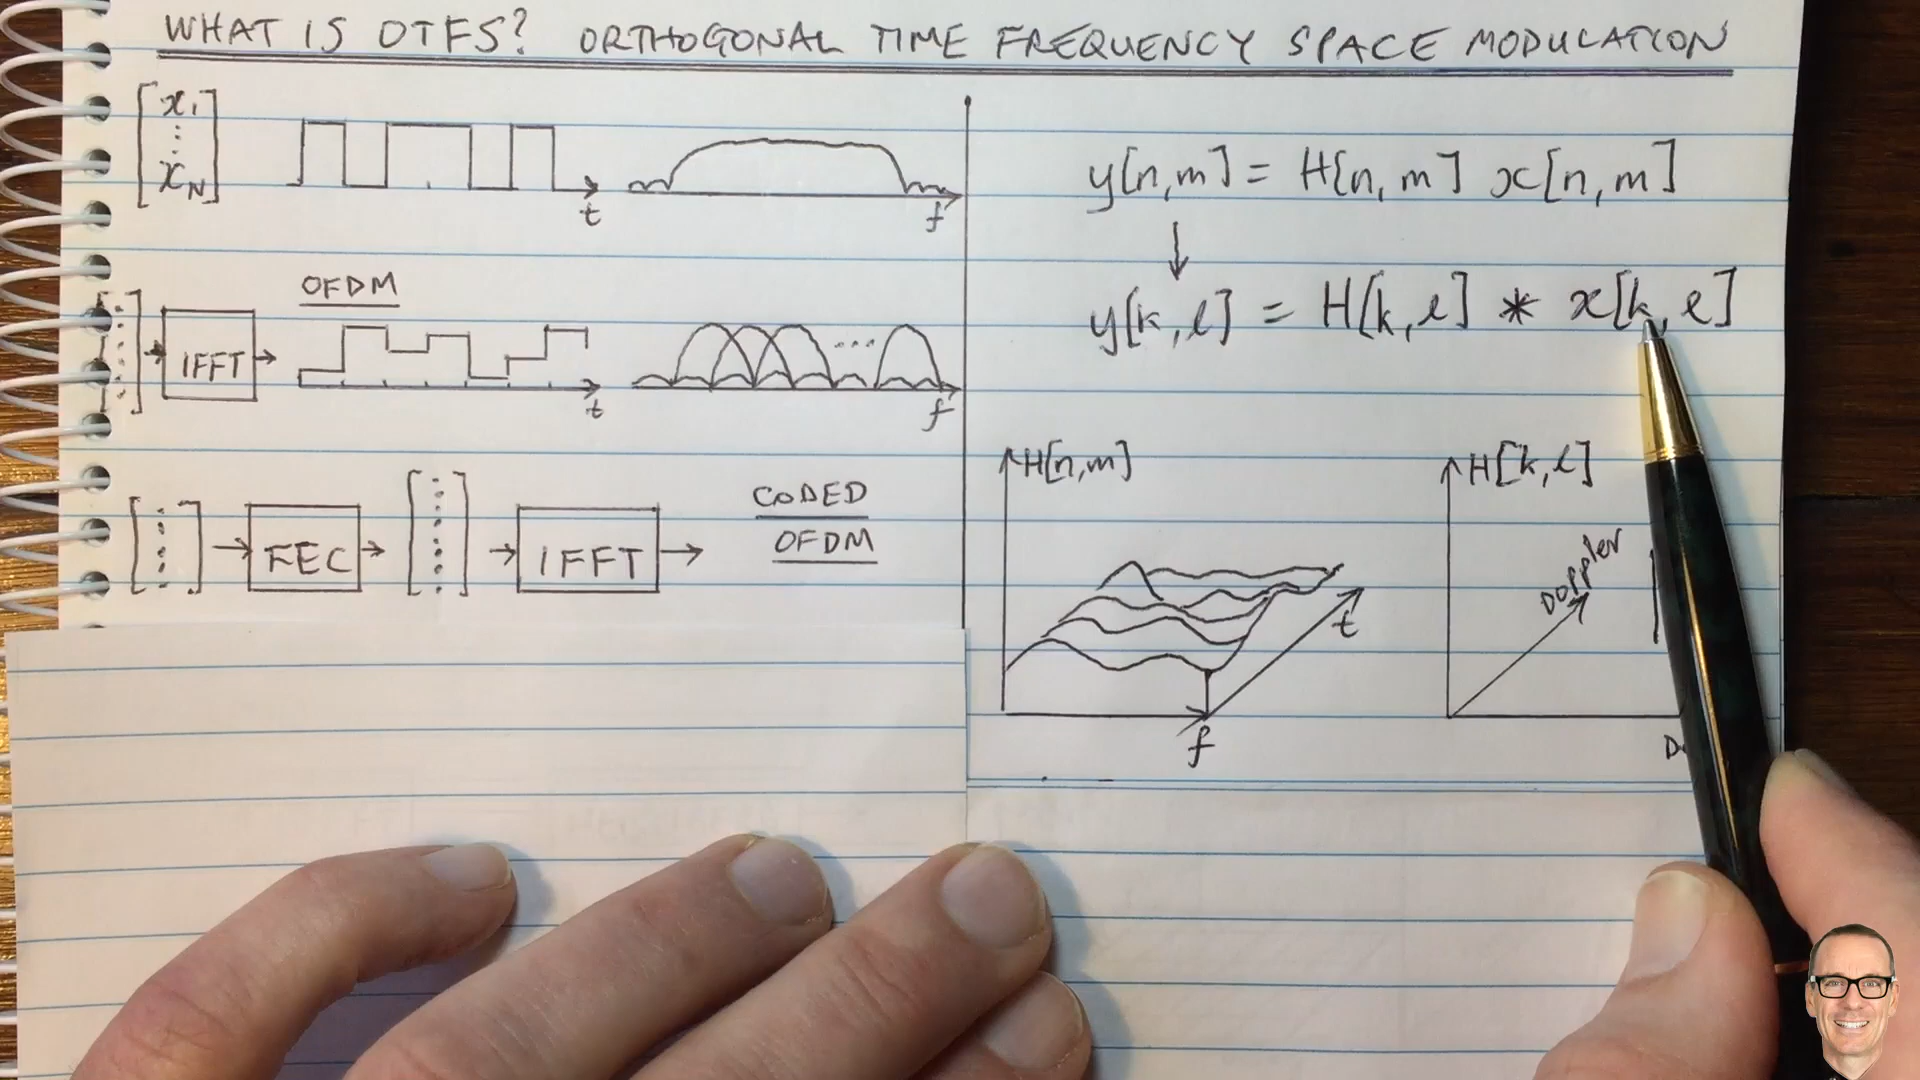 WHAT IS OTFS? ORTHOGONAL TIME FREQUENCY SPACE MODULATION
x1
⋮
xN
t
f
OFDM
IFFT
t
f
FEC
IFFT
CODED
OFDM
y[n,m] = H[n,m] x[n,m]
↓
y[k,l] = H[k,l] * x[k,l]
H[n,m]
t
f
H[k,l]
Doppler